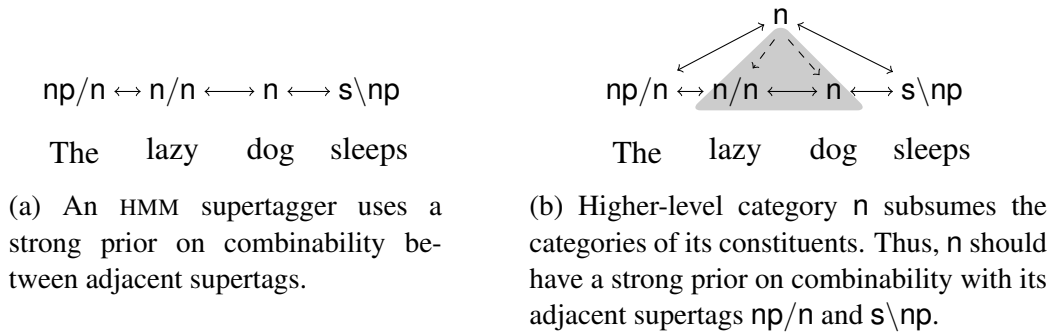 np/n ↔ n/n ↔ n ↔ s\np
The lazy dog sleeps
(a) An HMM supertagger uses a
strong prior on combinability be-
tween adjacent supertags.
n
np/n ↔ n/n ↔ n ↔ s\np
The lazy dog sleeps
(b) Higher-level category n subsumes the
categories of its constituents. Thus, n should
have a strong prior on combinability with its
adjacent supertags np/n and s\np.